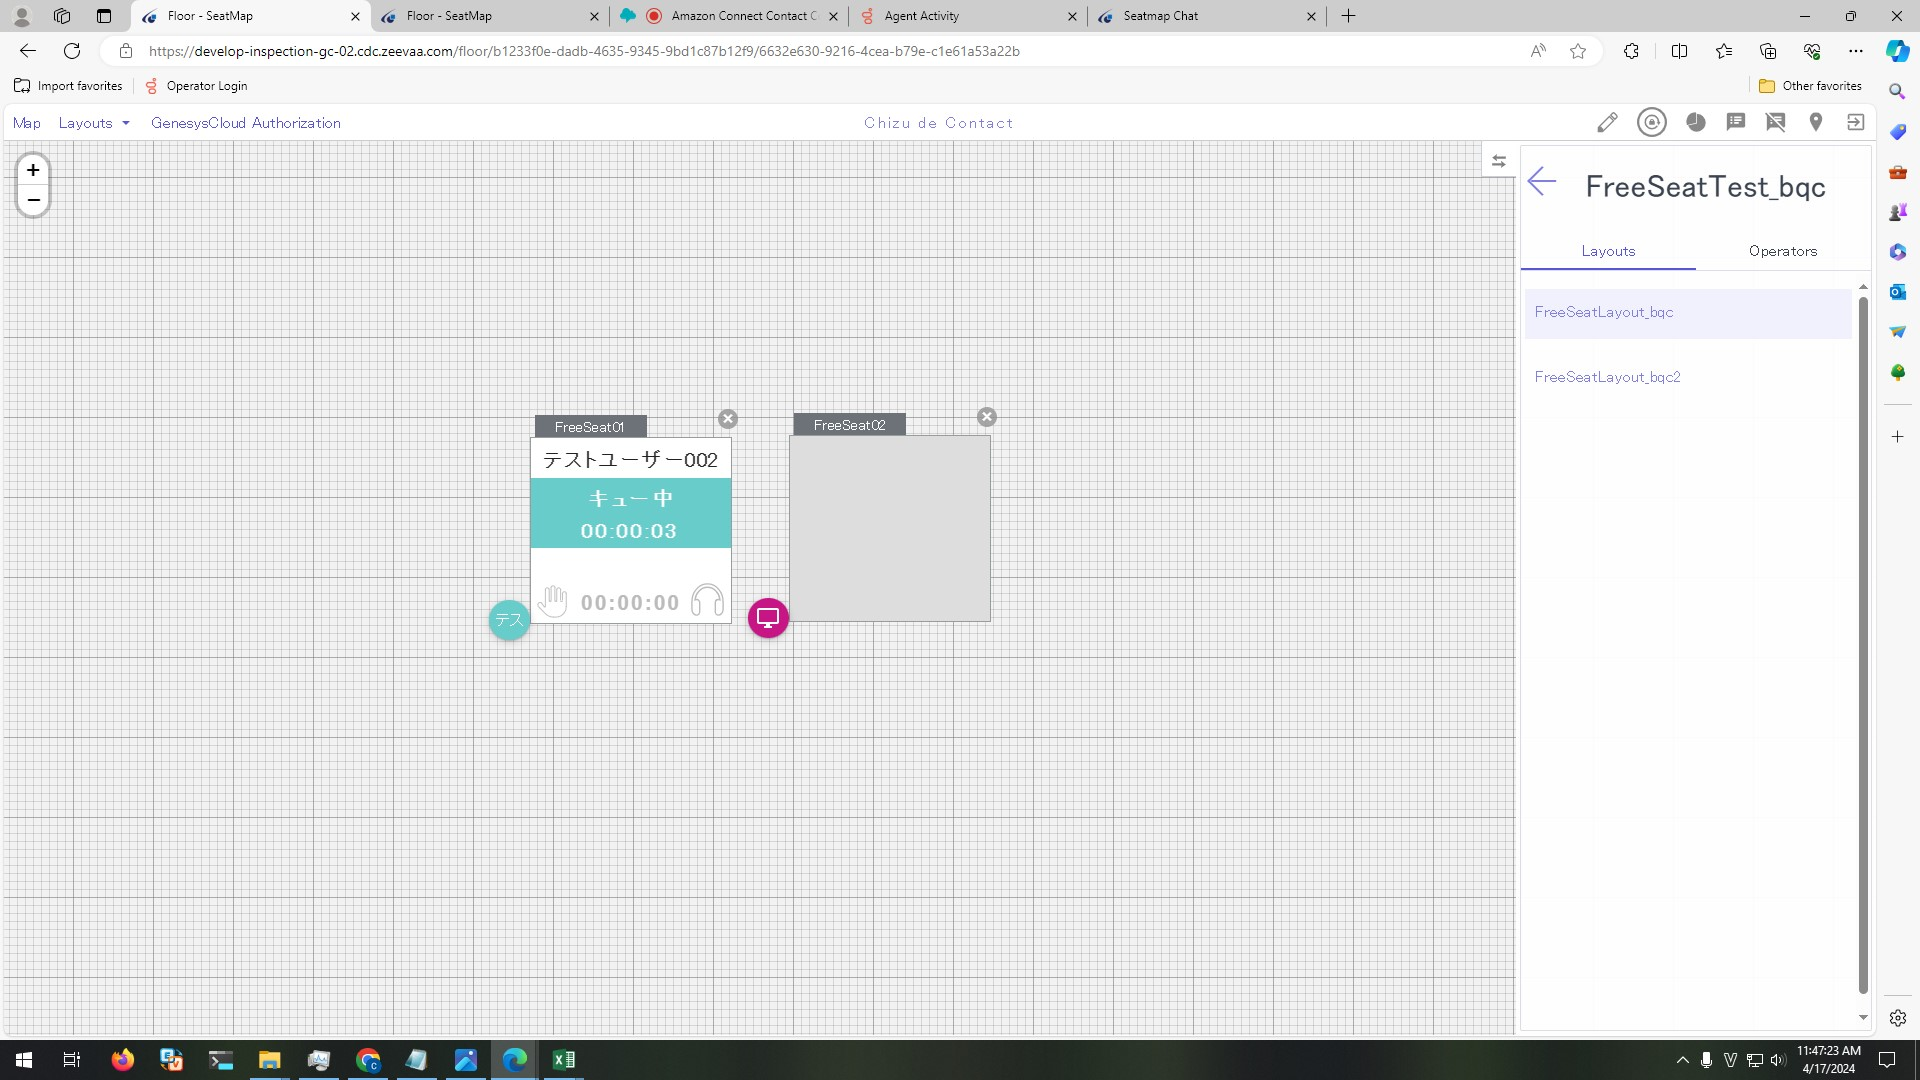 Floor - SeatMap
Floor - SeatMap
Amazon Connect Contact C
Agent Activity
Seatmap Chat
https://develop-inspection-gc-02.cdc.zeevaa.com/floor/b1233f0e-dadb-4635-9345-9bd1c87b12f9/6632e630-9216-4cea-b79e-c1e61a53a22b
Import favorites
Operator Login
Other favorites
Map
Layouts
GenesysCloud Authorization
Chizu de Contact
+
−
FreeSeatTest_bqc
Layouts
Operators
FreeSeatLayout_bqc
FreeSeatLayout_bqc2
FreeSeat01
テストユーザー002
キュー中
00:00:03
00:00:00
テス
FreeSeat02
11:47:23 AM
4/17/2024